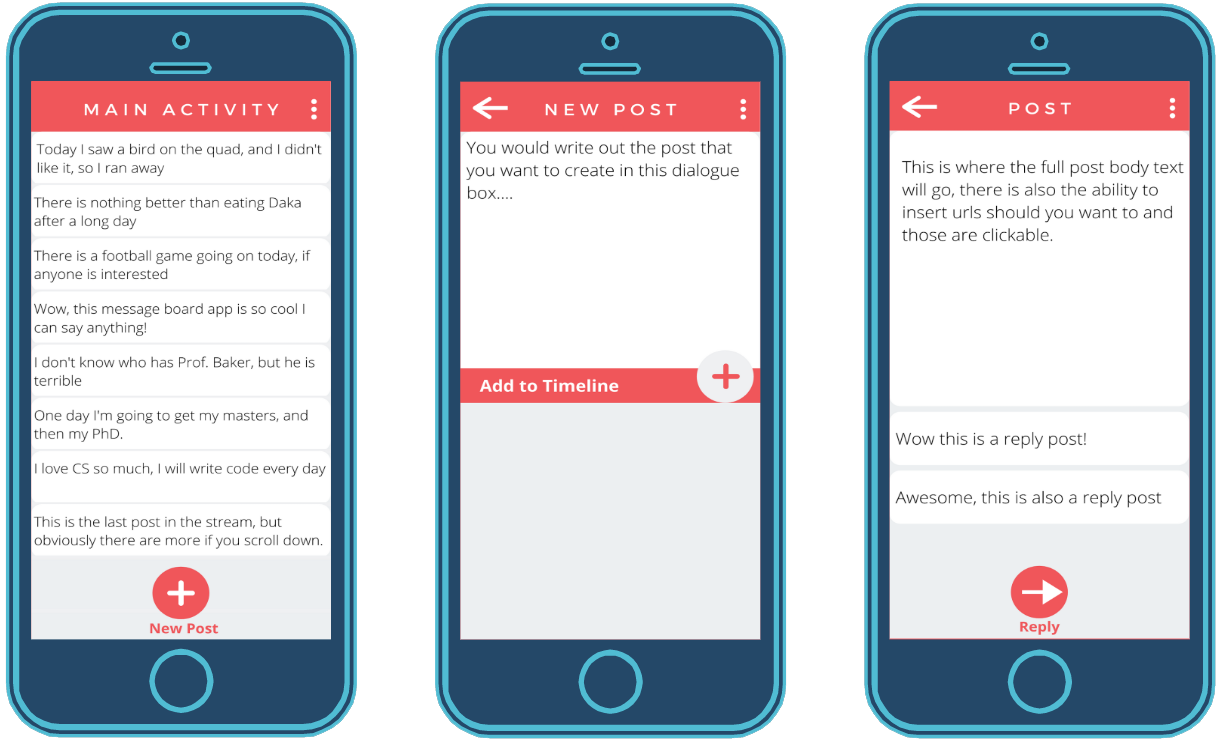 MAIN ACTIVITY
Today I saw a bird on the quad, and I didn't
like it, so I ran away
There is nothing better than eating Daka
after a long day
There is a football game going on today, if
anyone is interested
Wow, this message board app is so cool I
can say anything!
I don't know who has Prof. Baker, but he is
terrible
One day I'm going to get my masters, and
then my PhD.
I love CS so much, I will write code every day
This is the last post in the stream, but
obviously there are more if you scroll down.
New Post
NEW POST
You would write out the post that
you want to create in this dialogue
box....
Add to Timeline
POST
This is where the full post body text
will go, there is also the ability to
insert urls should you want to and
those are clickable.
Wow this is a reply post!
Awesome, this is also a reply post
Reply